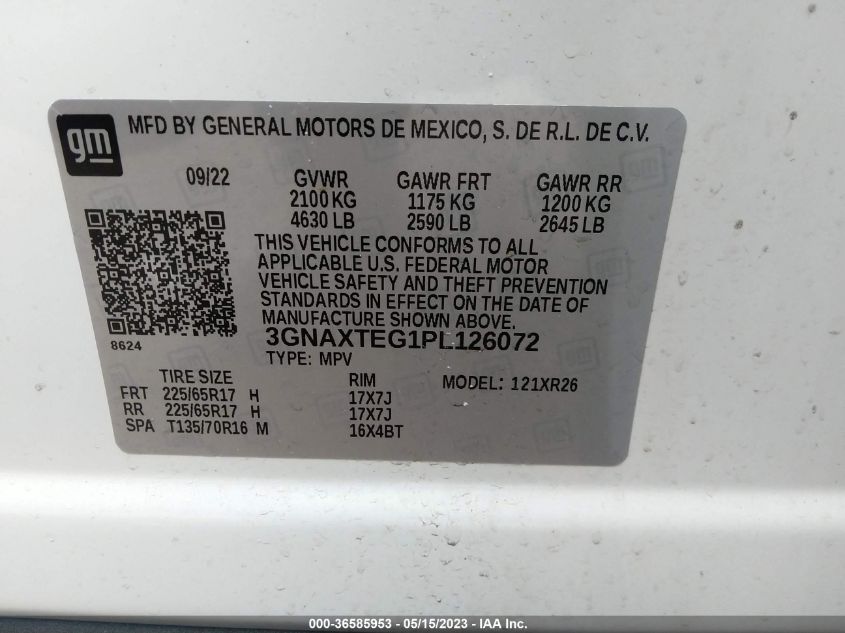 gm
MFD BY GENERAL MOTORS DE MEXICO, S. DE R.L. DE C.V.
09/22 GVWR GAWR FRT GAWR RR
2100 KG 1175 KG 1200 KG
4630 LB 2590 LB 2645 LB
THIS VEHICLE CONFORMS TO ALL
APPLICABLE U.S. FEDERAL MOTOR
VEHICLE SAFETY AND THEFT PREVENTION
STANDARDS IN EFFECT ON THE DATE OF
MANUFACTURE SHOWN ABOVE.
8624
3GNAXTEG1PL126072
TYPE: MPV
TIRE SIZE RIM MODEL: 121XR26
FRT 225/65R17 H 17X7J
RR 225/65R17 H 17X7J
SPA T135/70R16 M 16X4BT
000-36585953 - 05/15/2023 - IAA Inc.